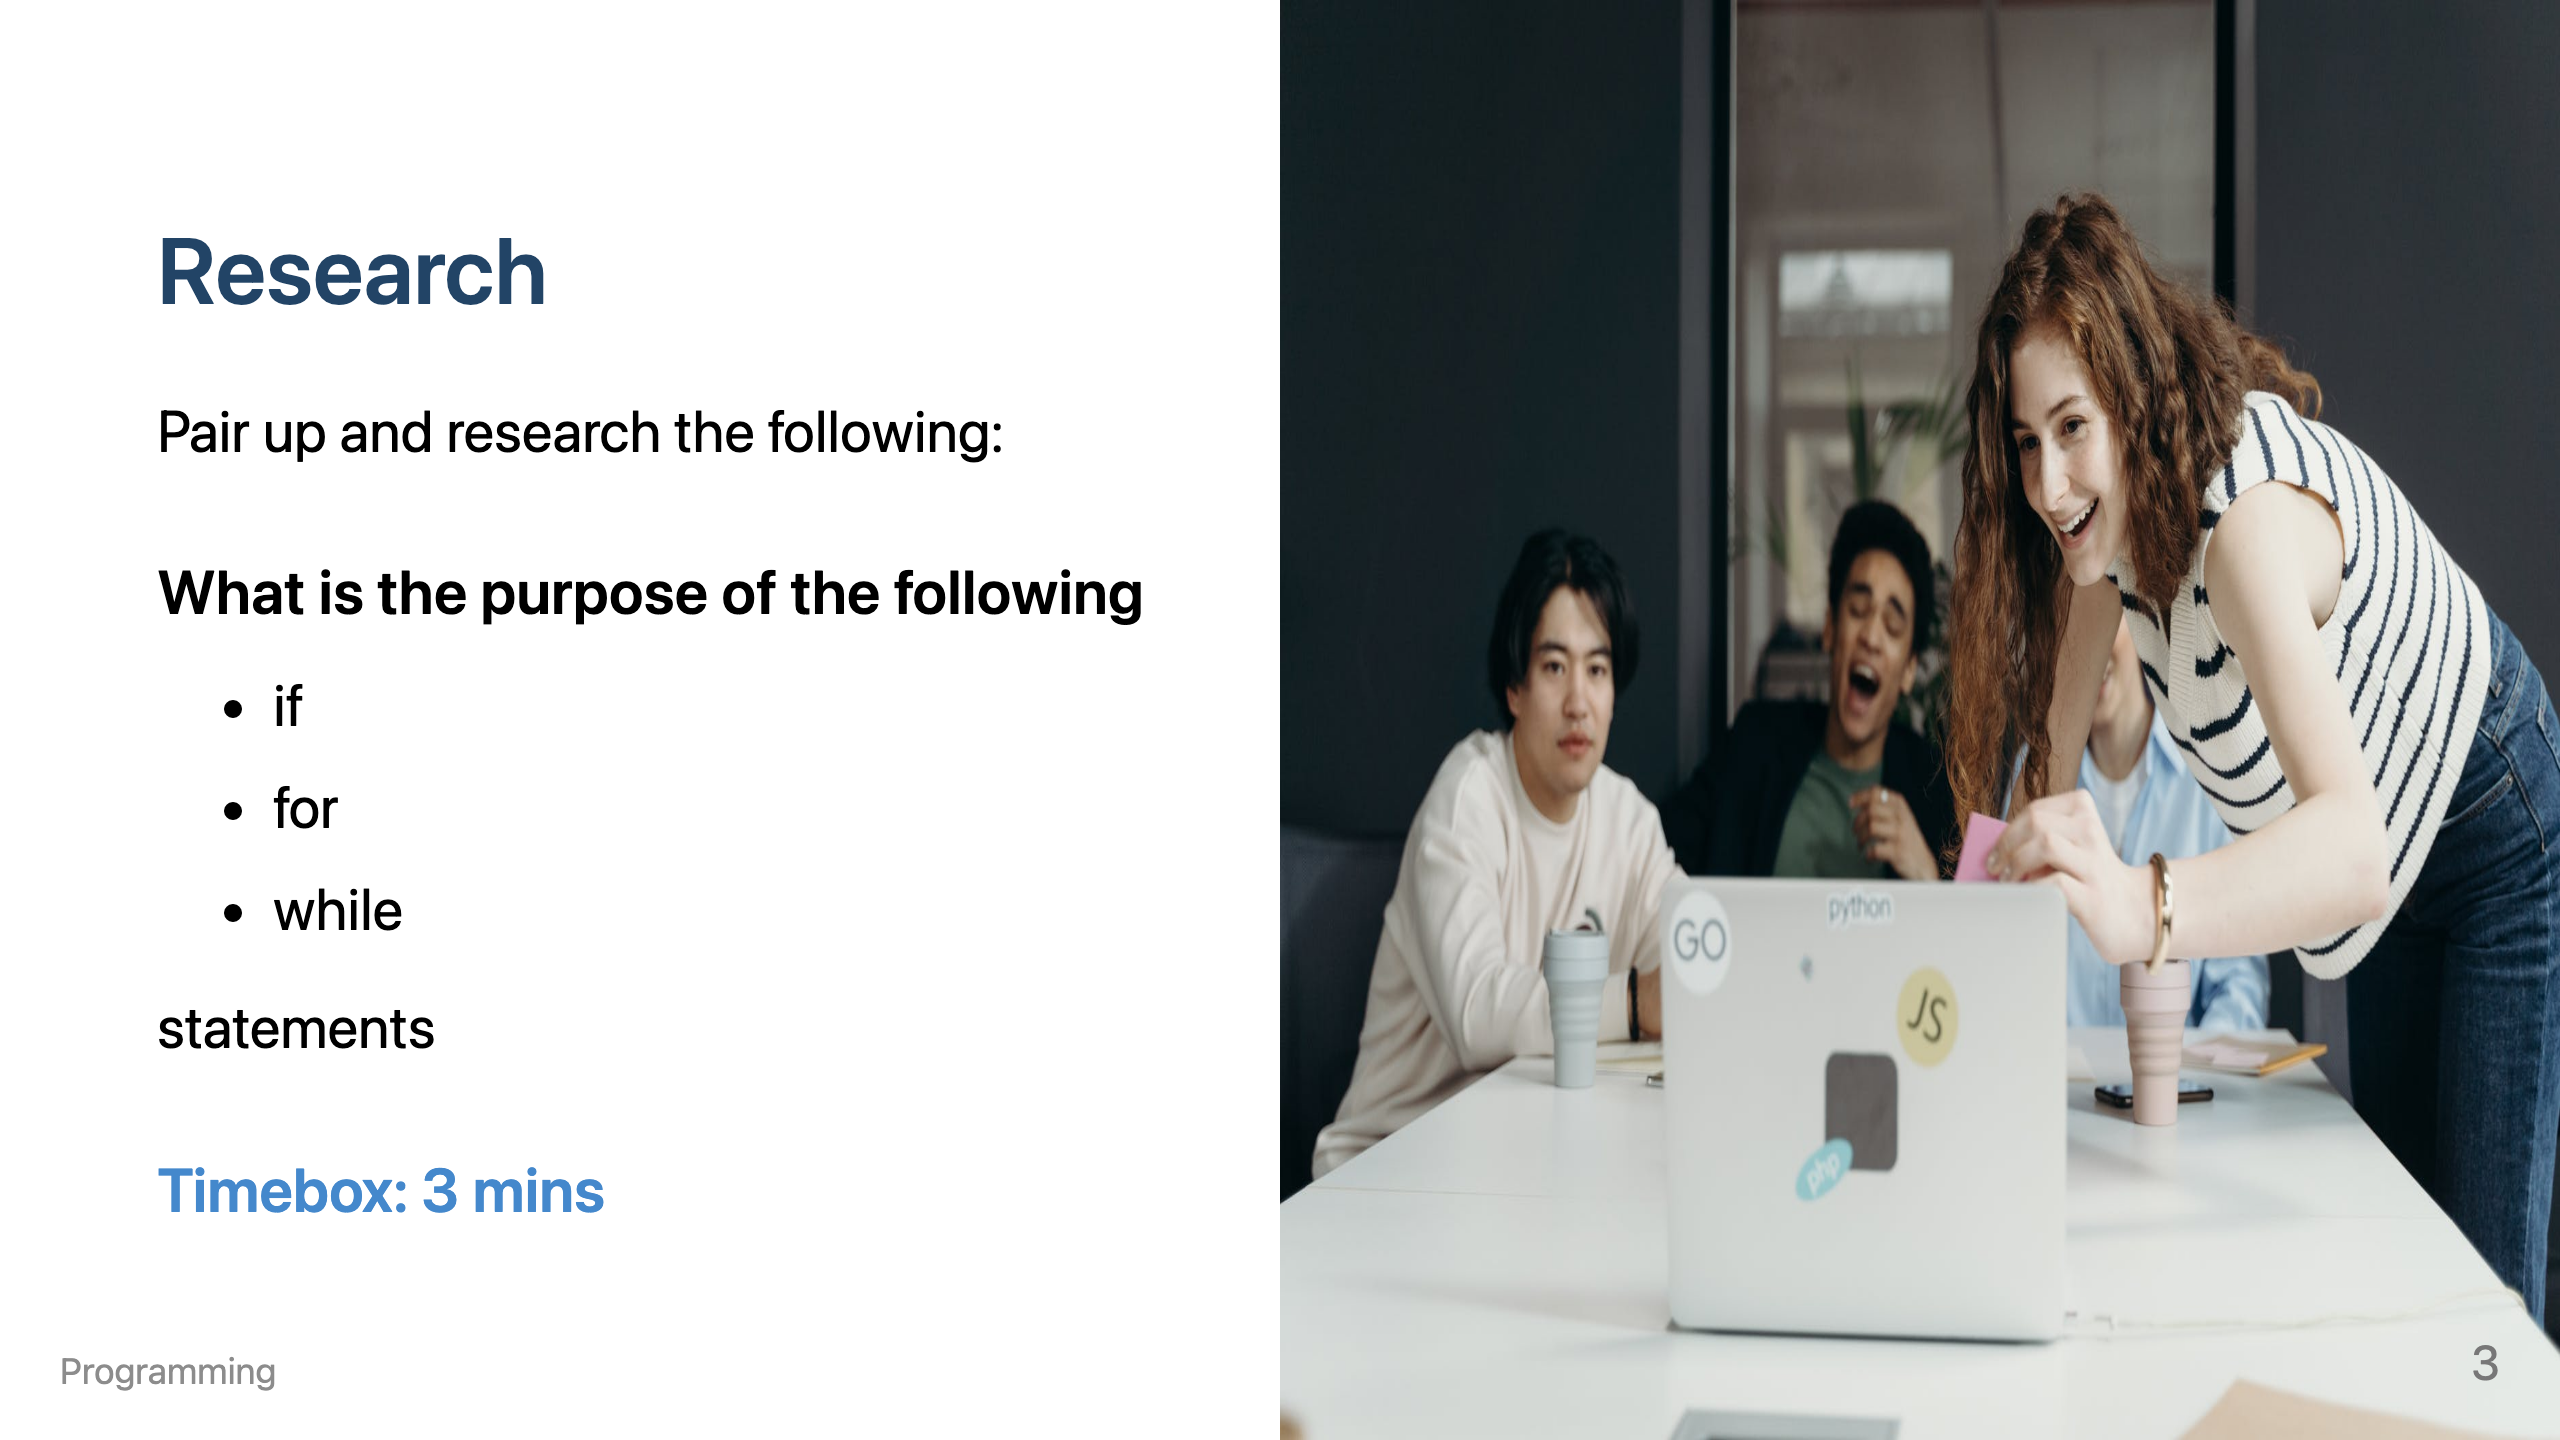 Research
Pair up and research the following:
What is the purpose of the following
• if
• for
• while
statements
Timebox: 3 mins
Programming
GO
python
JS
php
3